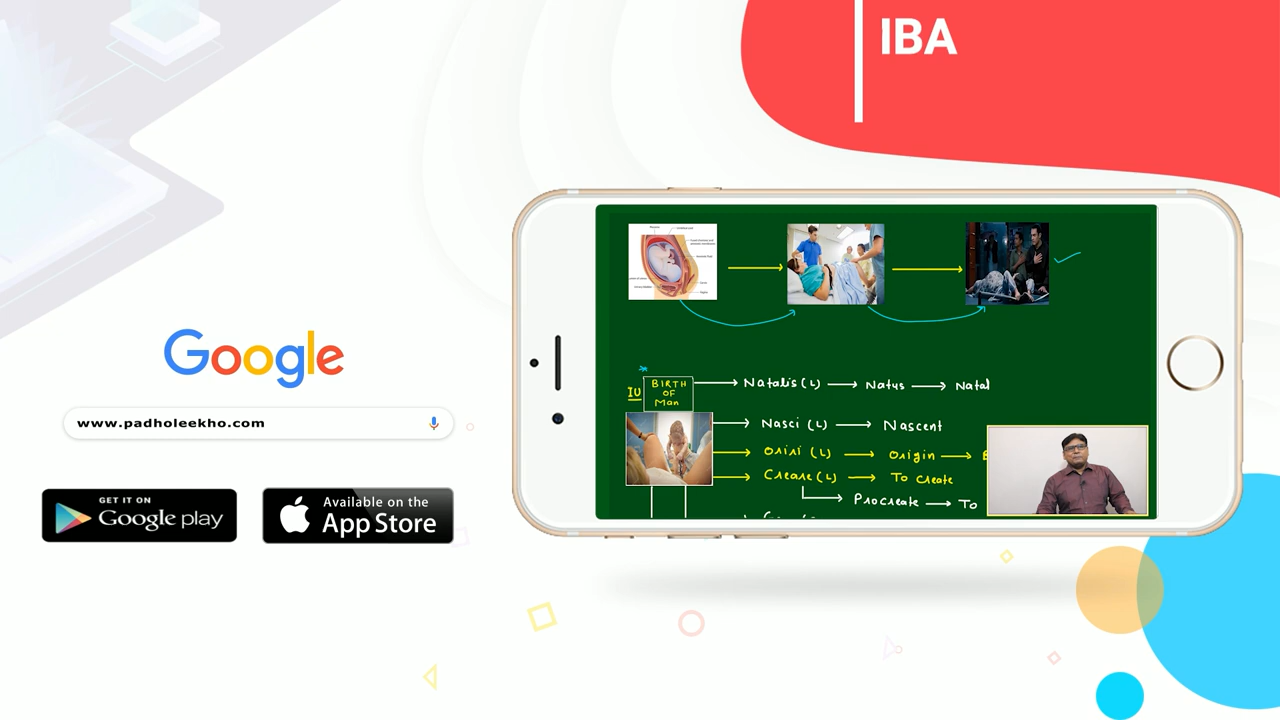 IBA
Google
www.padholeekho.com
GET IT ON
Google play
Available on the
App Store
IU
BIRTH
OF
Man
Natalis (L) → Natus → Natal
Nasci (L) → Nascent
Oriri (L) → Origin →
Creare (L) → To Create
Procreate → To